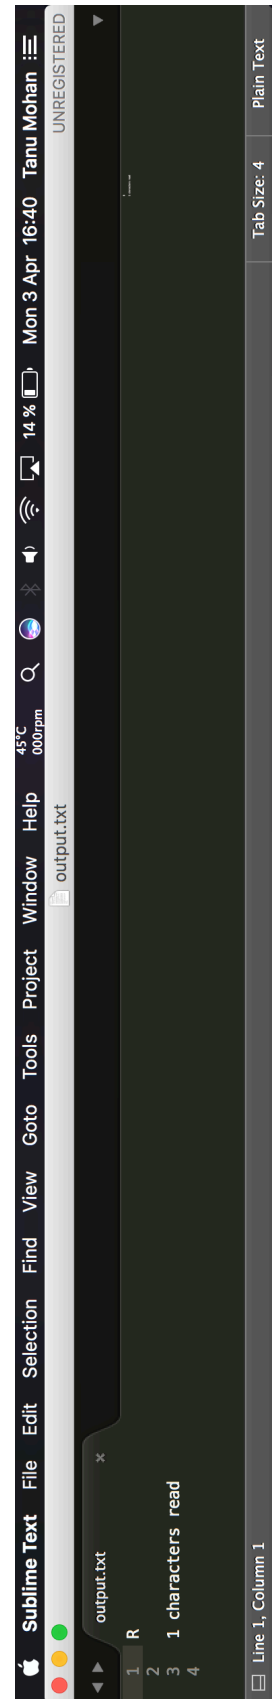 Sublime Text File Edit Selection Find View Goto Tools Project Window Help 45°C 000rpm 14 % Mon 3 Apr 16:40 Tanu Mohan
output.txt UNREGISTERED
output.txt ×
1 R
2
3 1 characters read
4
Line 1, Column 1 Tab Size: 4 Plain Text